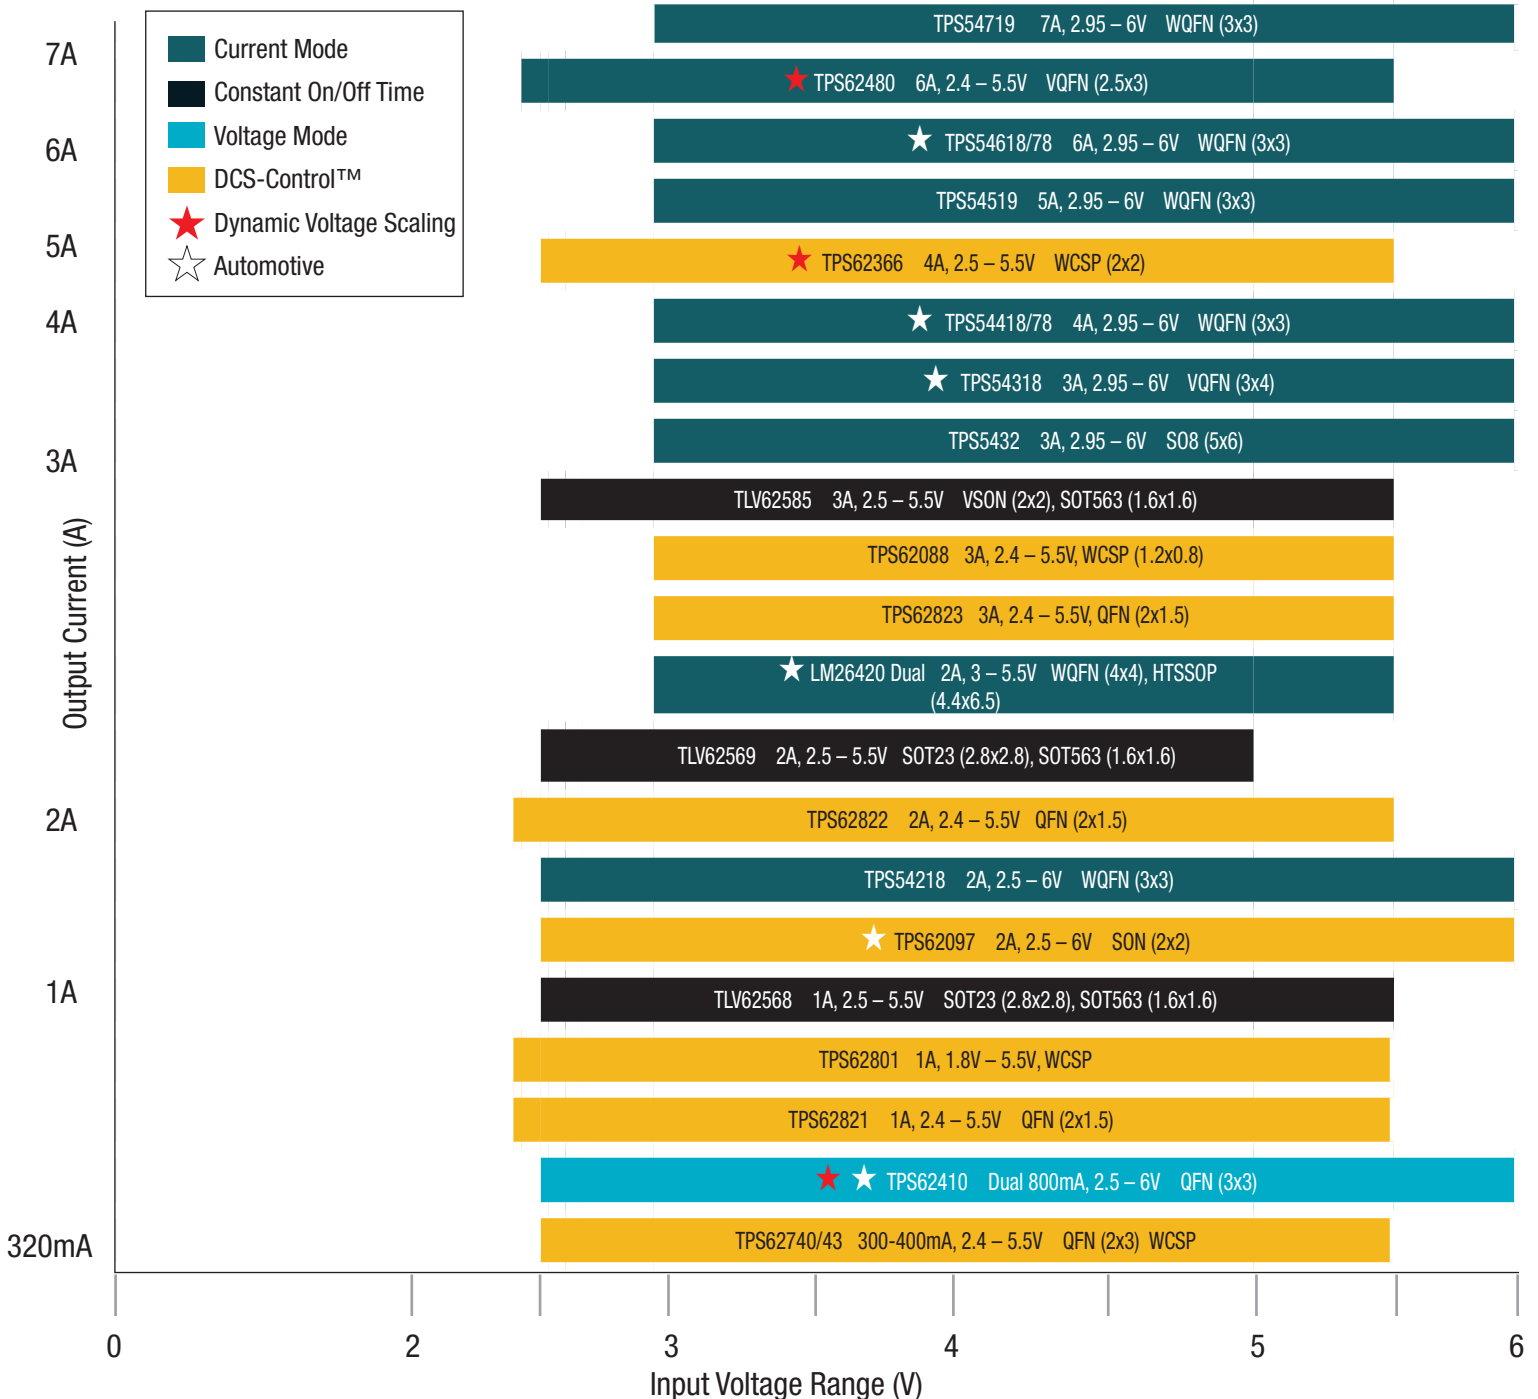 Current Mode
Constant On/Off Time
Voltage Mode
DCS-Control™
Dynamic Voltage Scaling
Automotive
7A
6A
5A
4A
3A
2A
1A
320mA
Output Current (A)
TPS54719 7A, 2.95 – 6V WQFN (3x3)
TPS62480 6A, 2.4 – 5.5V VQFN (2.5x3)
TPS54618/78 6A, 2.95 – 6V WQFN (3x3)
TPS54519 5A, 2.95 – 6V WQFN (3x3)
TPS62366 4A, 2.5 – 5.5V WCSP (2x2)
TPS54418/78 4A, 2.95 – 6V WQFN (3x3)
TPS54318 3A, 2.95 – 6V VQFN (3x4)
TPS5432 3A, 2.95 – 6V SO8 (5x6)
TLV62585 3A, 2.5 – 5.5V VSON (2x2), SOT563 (1.6x1.6)
TPS62088 3A, 2.4 – 5.5V, WCSP (1.2x0.8)
TPS62823 3A, 2.4 – 5.5V, QFN (2x1.5)
LM26420 Dual 2A, 3 – 5.5V WQFN (4x4), HTSSOP
(4.4x6.5)
TLV62569 2A, 2.5 – 5.5V SOT23 (2.8x2.8), SOT563 (1.6x1.6)
TPS62822 2A, 2.4 – 5.5V QFN (2x1.5)
TPS54218 2A, 2.5 – 6V WQFN (3x3)
TPS62097 2A, 2.5 – 6V SON (2x2)
TLV62568 1A, 2.5 – 5.5V SOT23 (2.8x2.8), SOT563 (1.6x1.6)
TPS62801 1A, 1.8V – 5.5V, WCSP
TPS62821 1A, 2.4 – 5.5V QFN (2x1.5)
TPS62410 Dual 800mA, 2.5 – 6V QFN (3x3)
TPS62740/43 300-400mA, 2.4 – 5.5V QFN (2x3) WCSP
0 2 3 4 5 6
Input Voltage Range (V)